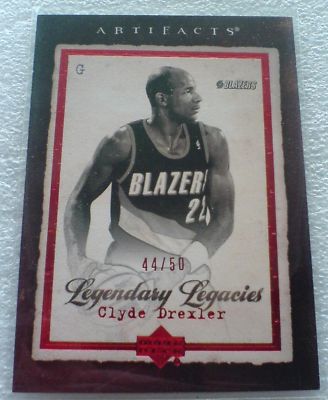 ARTIFACTS®
G
BLAZERS
BLAZERS
22
44/50
Legendary Legacies
Clyde Drexler